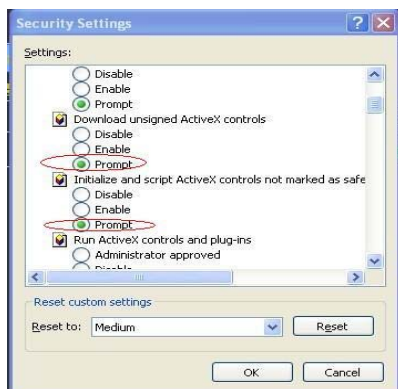 Security Settings
Settings:
Disable
Enable
Prompt
Download unsigned ActiveX controls
Disable
Enable
Prompt
Initialize and script ActiveX controls not marked as safe
Disable
Enable
Prompt
Run ActiveX controls and plug-ins
Administrator approved
Disable
Reset custom settings
Reset to: Medium Reset
OK Cancel